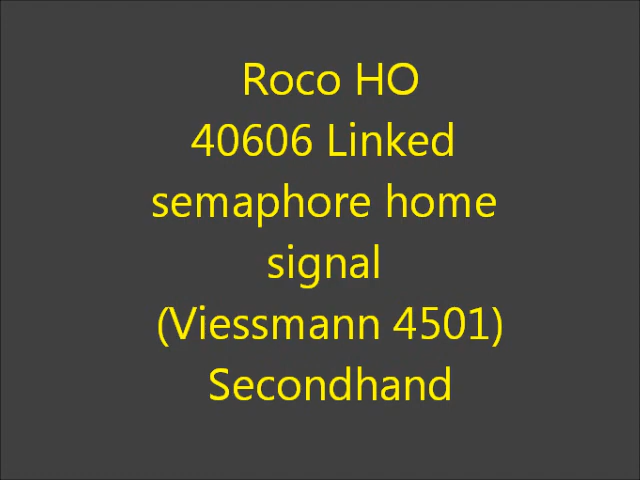 Roco HO
40606 Linked
semaphore home
signal
(Viessmann 4501)
Secondhand